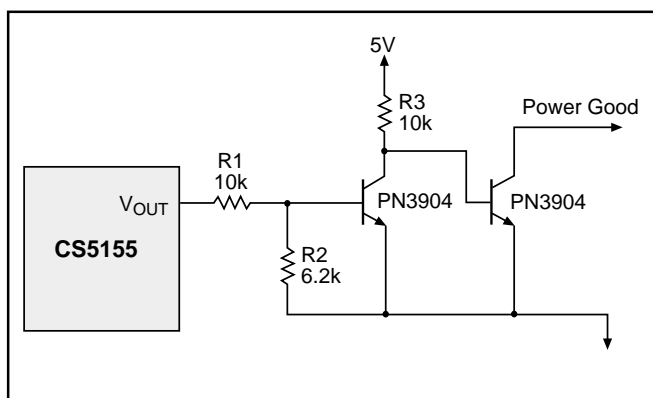 5V
R3
10k
Power Good
R1
10k
VOUT
PN3904
PN3904
CS5155
R2
6.2k